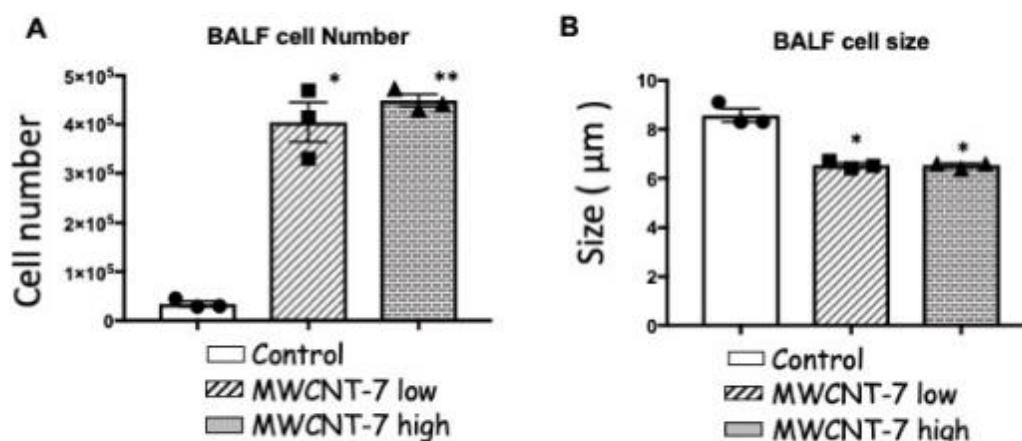 A
BALF cell Number
Cell number
5×10⁵
4×10⁵
3×10⁵
2×10⁵
1×10⁵
0
*
**
Control
MWCNT-7 low
MWCNT-7 high
B
BALF cell size
Size ( μm )
10
8
6
4
2
0
*
*
Control
MWCNT-7 low
MWCNT-7 high